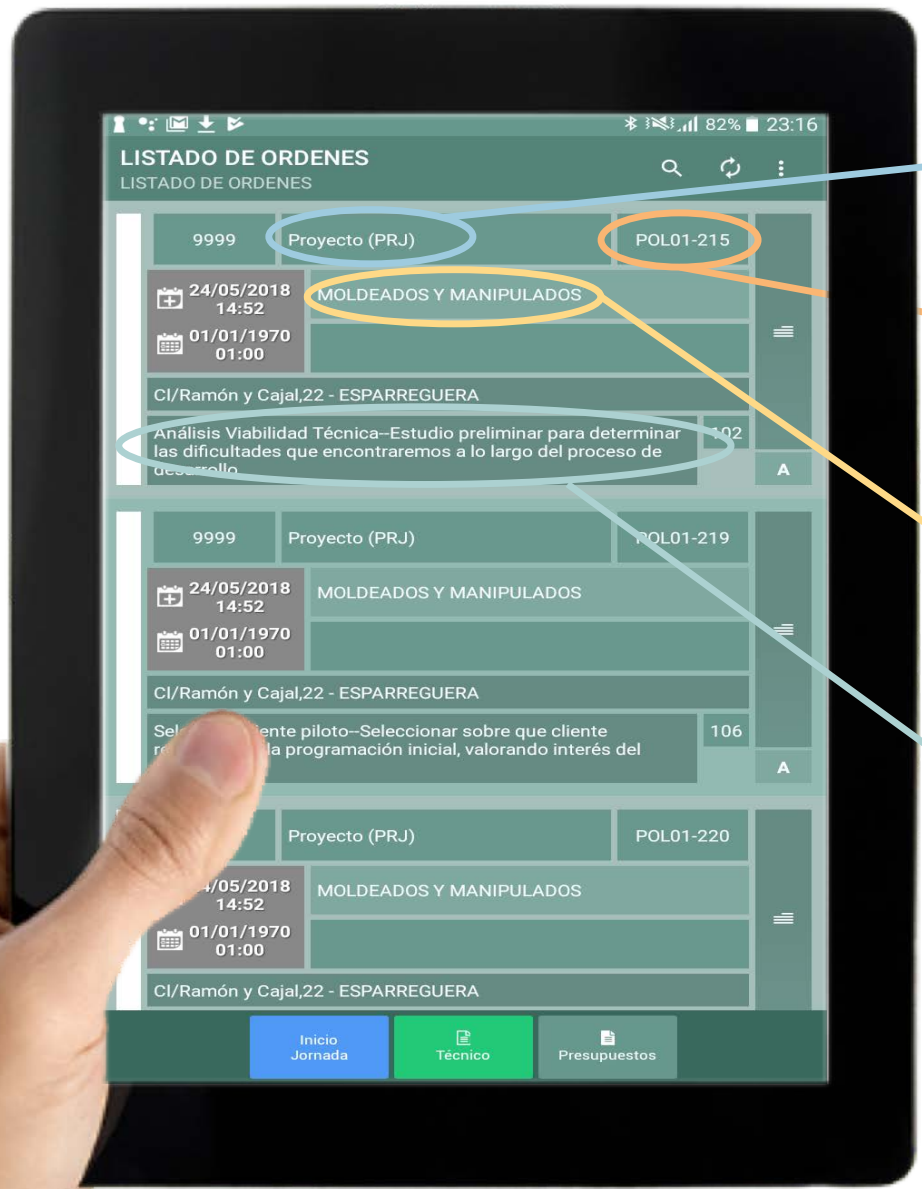 82% 23:16
LISTADO DE ORDENES
LISTADO DE ORDENES
9999 Proyecto (PRJ) POL01-215
24/05/2018
14:52
MOLDEADOS Y MANIPULADOS
01/01/1970
01:00
Cl/Ramón y Cajal,22 - ESPARREGUERA
Análisis Viabilidad Técnica--Estudio preliminar para determinar
las dificultades que encontraremos a lo largo del proceso de
desarrollo
102
A
9999 Proyecto (PRJ) POL01-219
24/05/2018
14:52
MOLDEADOS Y MANIPULADOS
01/01/1970
01:00
Cl/Ramón y Cajal,22 - ESPARREGUERA
piloto--Seleccionar sobre que cliente
la programación inicial, valorando interés del
106
A
Proyecto (PRJ) POL01-220
/05/2018
14:52
MOLDEADOS Y MANIPULADOS
01/01/1970
01:00
Cl/Ramón y Cajal,22 - ESPARREGUERA
Inicio
Jornada
Técnico
Presupuestos